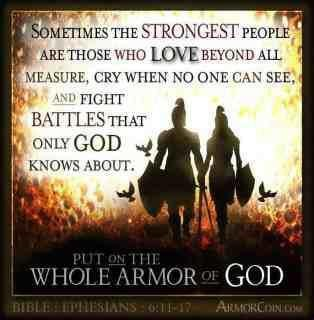 SOMETIMES THE STRONGEST PEOPLE
ARE THOSE WHO LOVE BEYOND ALL
MEASURE, CRY WHEN NO ONE CAN SEE,
AND FIGHT
BATTLES THAT
ONLY GOD
KNOWS ABOUT.
PUT ON THE
WHOLE ARMOR OF GOD
BIBLE : EPHESIANS : 6:11-17 ARMORCOIN.COM